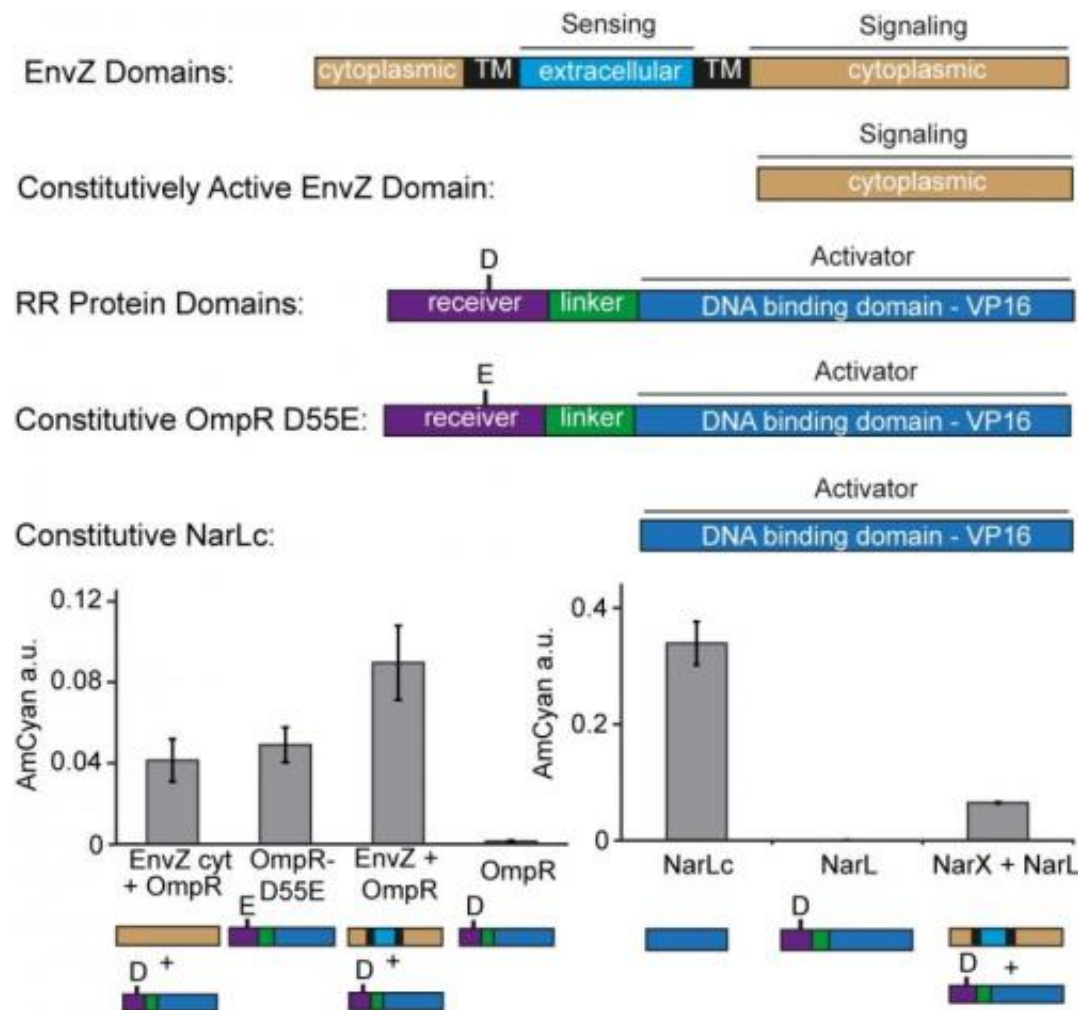 Sensing Signaling
EnvZ Domains: cytoplasmic TM extracellular TM cytoplasmic
Signaling
Constitutively Active EnvZ Domain: cytoplasmic
D Activator
RR Protein Domains: receiver linker DNA binding domain - VP16
E Activator
Constitutive OmpR D55E: receiver linker DNA binding domain - VP16
Activator
Constitutive NarLc: DNA binding domain - VP16
AmCyan a.u.
0.12
0.08
0.04
0
EnvZ cyt + OmpR
OmpR-D55E
EnvZ + OmpR
OmpR
E D
D + D +
AmCyan a.u.
0.4
0.2
0
NarLc NarL NarX + NarL
D
D +